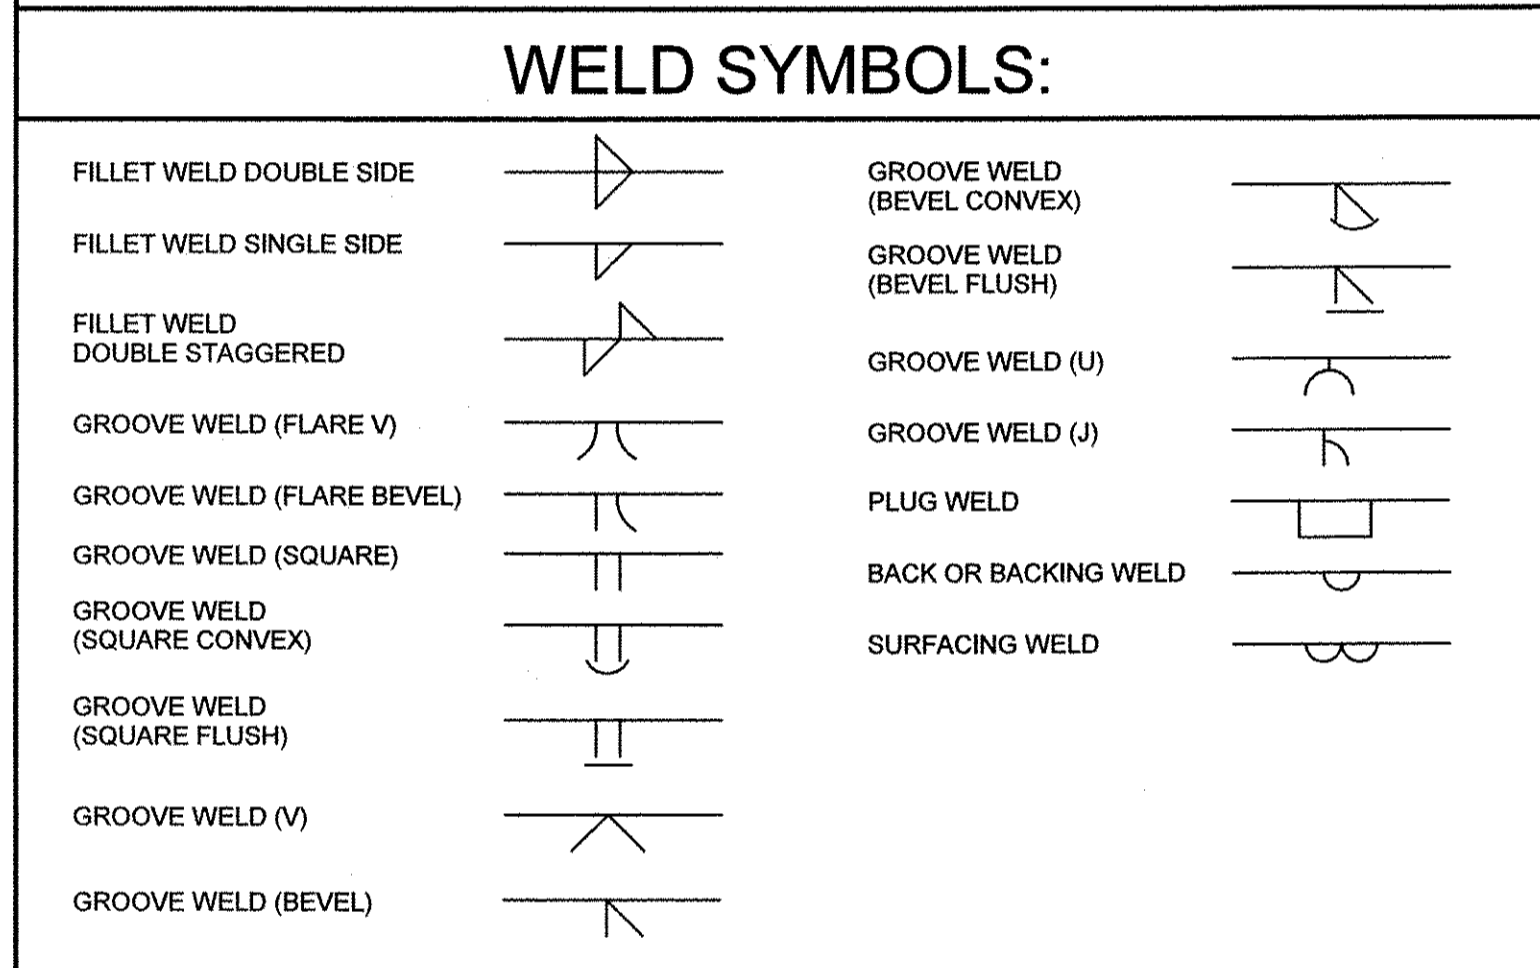 WELD SYMBOLS:
FILLET WELD DOUBLE SIDE
FILLET WELD SINGLE SIDE
FILLET WELD
DOUBLE STAGGERED
GROOVE WELD (FLARE V)
GROOVE WELD (FLARE BEVEL)
GROOVE WELD (SQUARE)
GROOVE WELD
(SQUARE CONVEX)
GROOVE WELD
(SQUARE FLUSH)
GROOVE WELD (V)
GROOVE WELD (BEVEL)
GROOVE WELD
(BEVEL CONVEX)
GROOVE WELD
(BEVEL FLUSH)
GROOVE WELD (U)
GROOVE WELD (J)
PLUG WELD
BACK OR BACKING WELD
SURFACING WELD